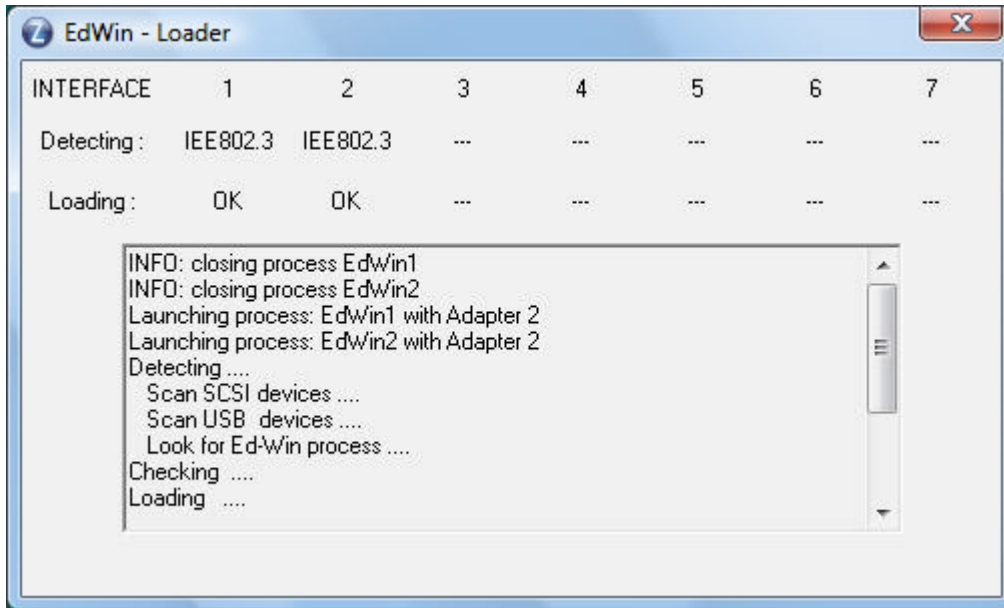 EdWin - Loader
INTERFACE 1 2 3 4 5 6 7
Detecting : IEE802.3 IEE802.3 --- --- --- --- ---
Loading : OK OK --- --- --- --- ---
INFO: closing process EdWin1
INFO: closing process EdWin2
Launching process: EdWin1 with Adapter 2
Launching process: EdWin2 with Adapter 2
Detecting ....
Scan SCSI devices ....
Scan USB devices ....
Look for Ed-Win process ....
Checking ....
Loading ....